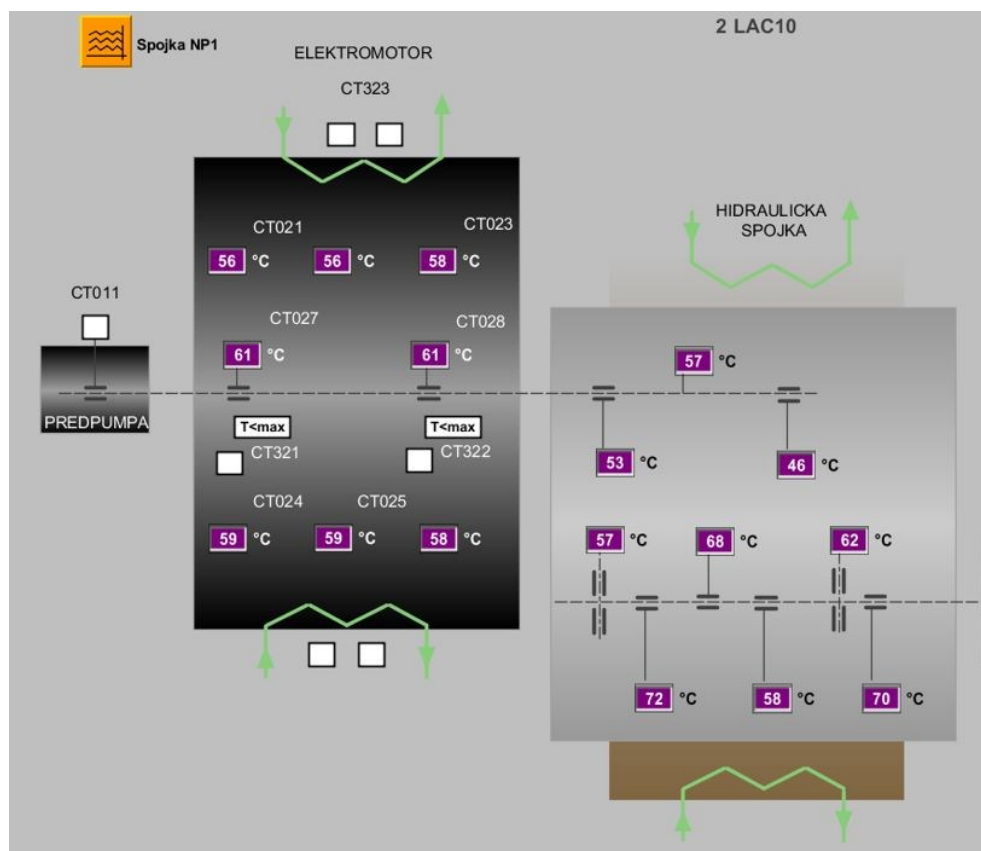 2 LAC10
Spojka NP1
ELEKTROMOTOR
CT323
HIDRAULICKA
SPOJKA
CT021
CT023
56 °C
56 °C
58 °C
CT011
CT027
CT028
61 °C
61 °C
57 °C
PREDPUMPA
T<max
T<max
CT321
CT322
53 °C
46 °C
CT024
CT025
59 °C
59 °C
58 °C
57 °C
68 °C
62 °C
72 °C
58 °C
70 °C